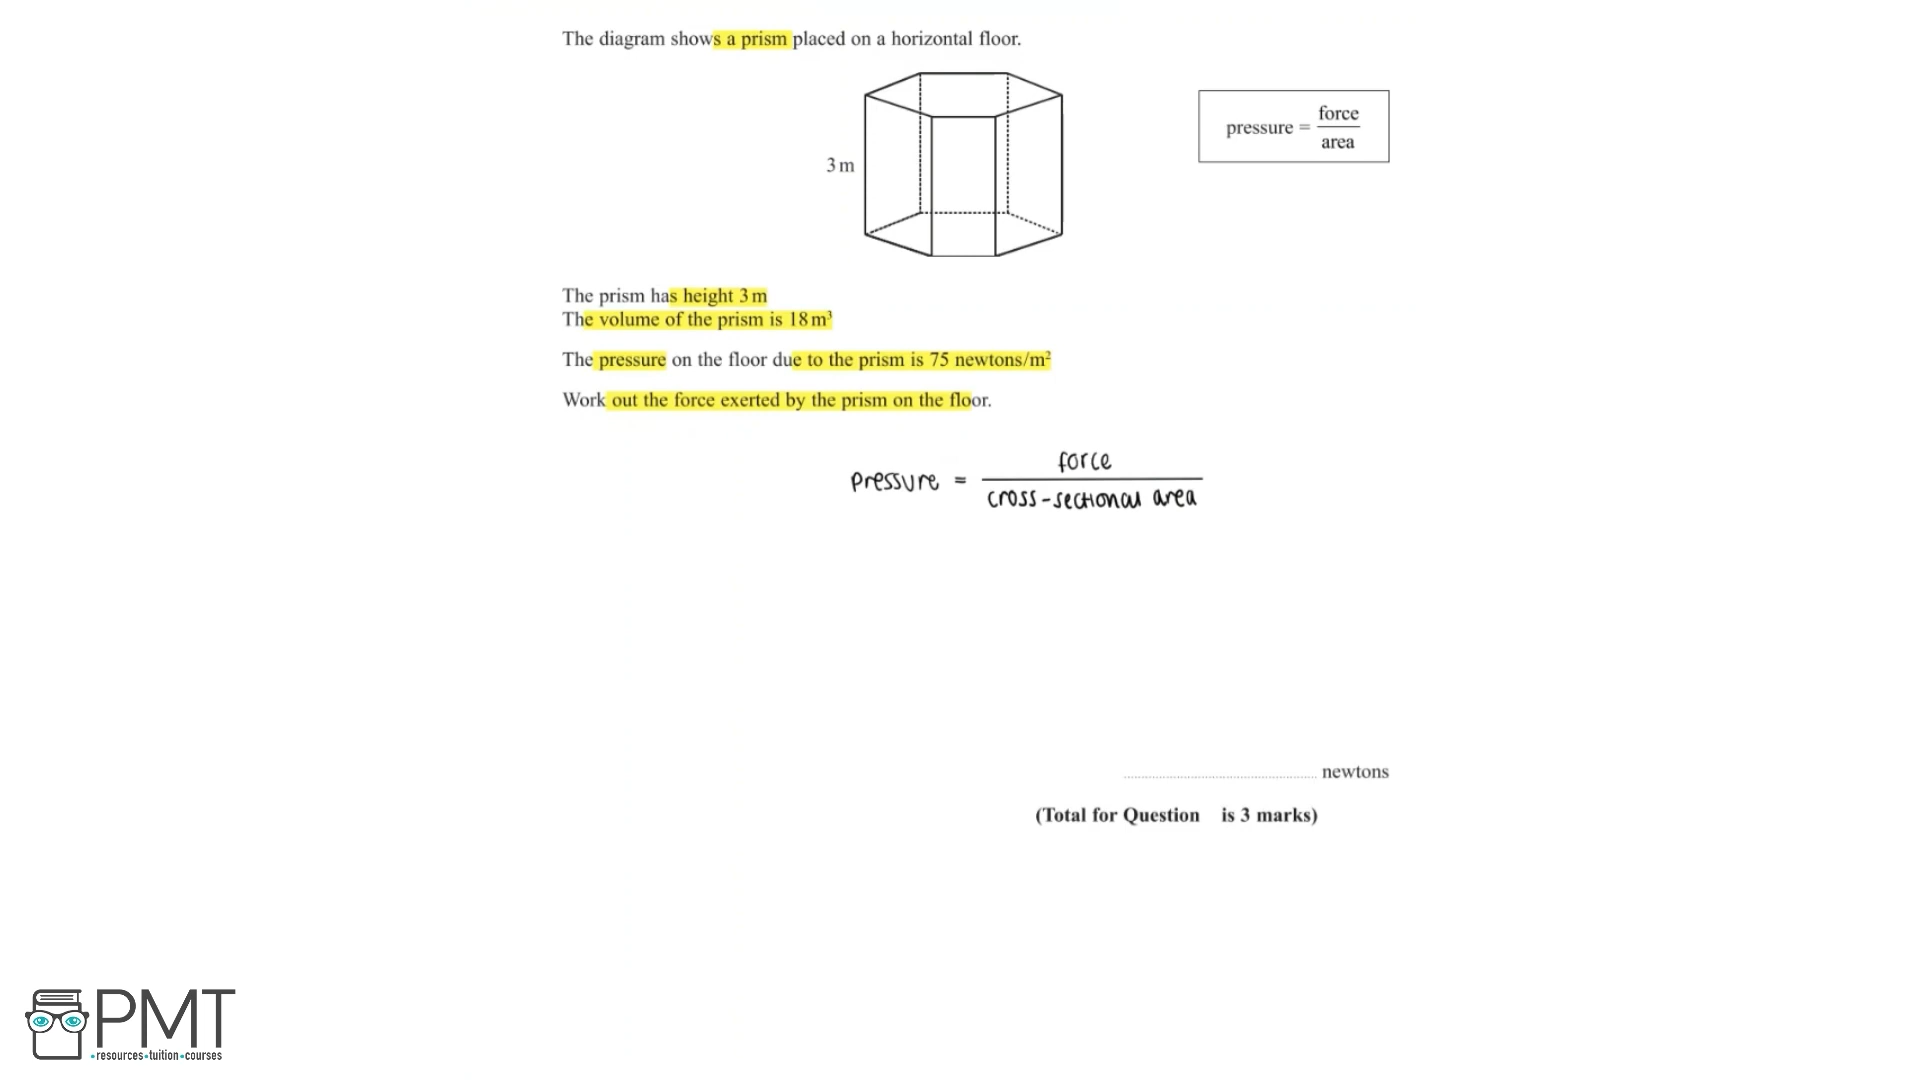 The diagram shows a prism placed on a horizontal floor.
pressure = force / area
3 m
The prism has height 3 m
The volume of the prism is 18 m³
The pressure on the floor due to the prism is 75 newtons/m²
Work out the force exerted by the prism on the floor.
pressure = force / cross-sectional area
newtons
(Total for Question is 3 marks)
PMT
•resources•tuition•courses